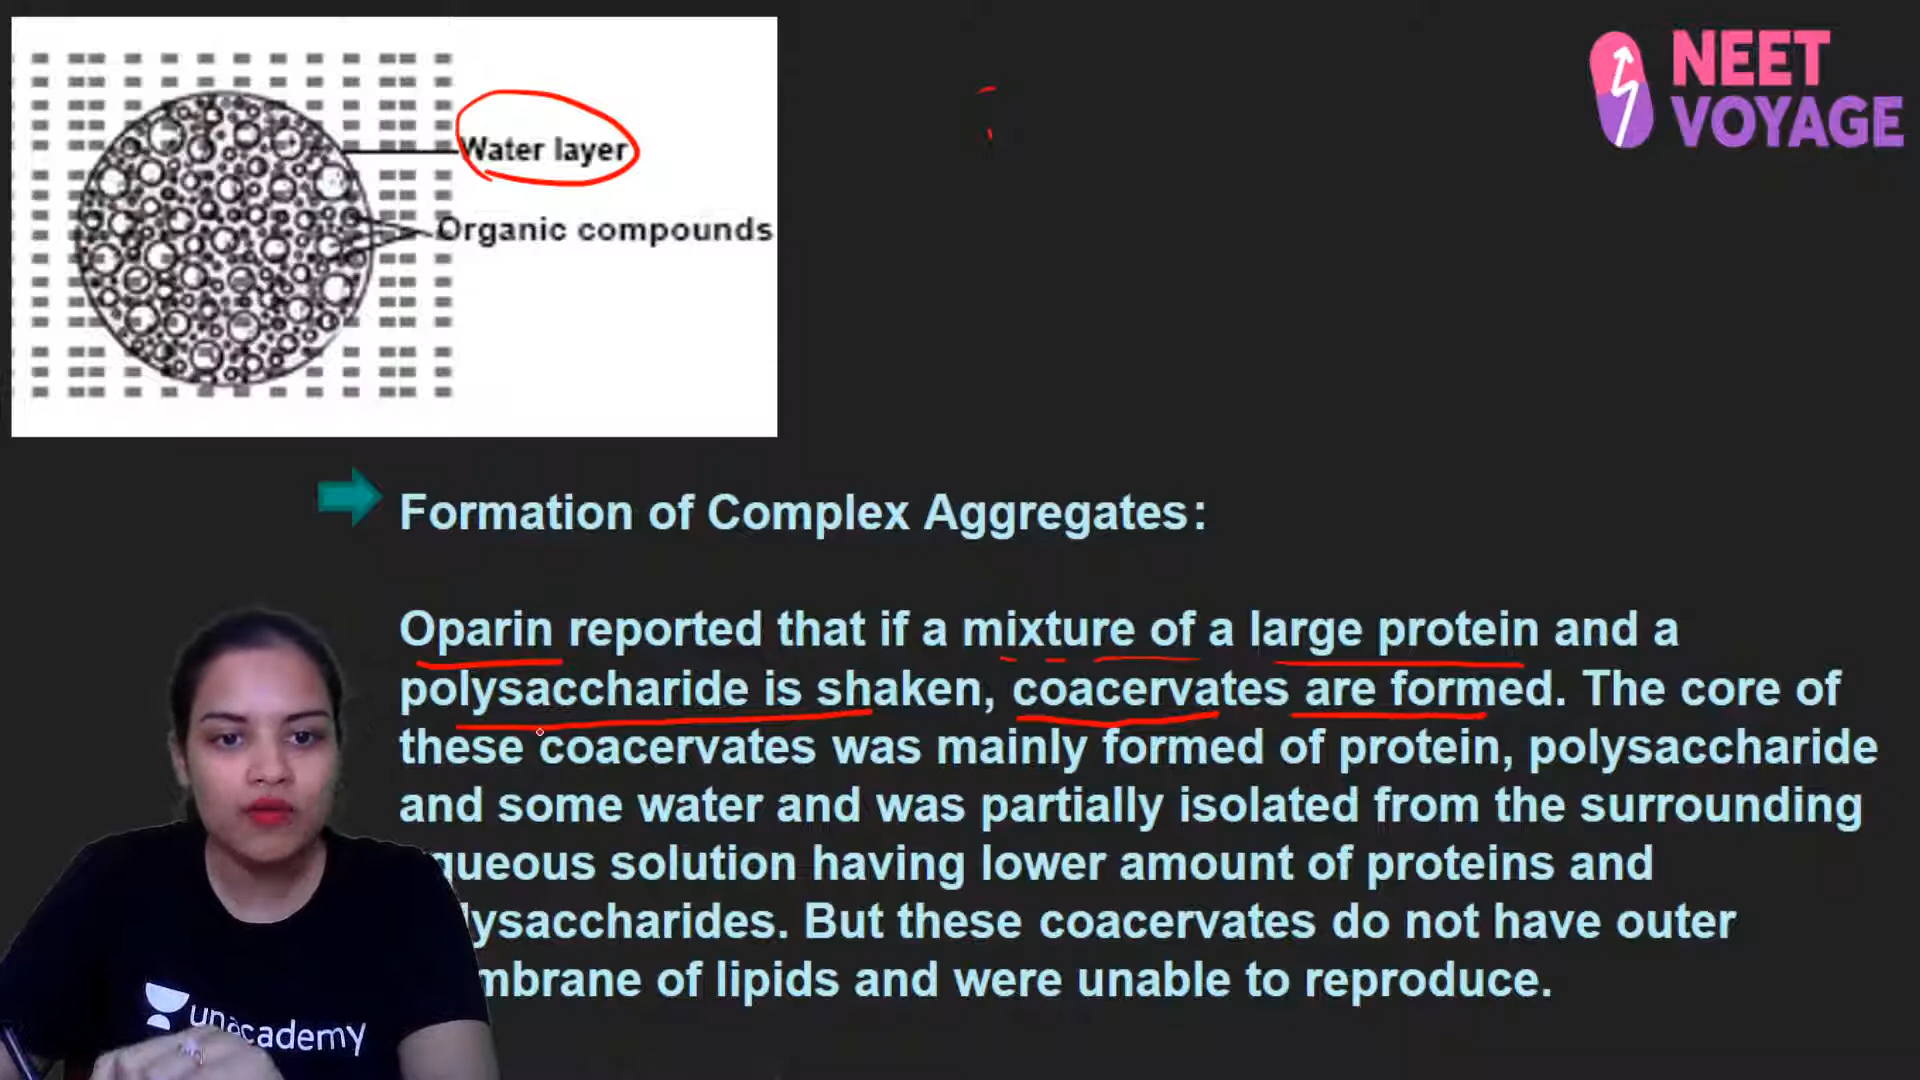 NEET
VOYAGE
Water layer
Organic compounds
Formation of Complex Aggregates:
Oparin reported that if a mixture of a large protein and a
polysaccharide is shaken, coacervates are formed. The core of
these coacervates was mainly formed of protein, polysaccharide
and some water and was partially isolated from the surrounding
queous solution having lower amount of proteins and
lysaccharides. But these coacervates do not have outer
mbrane of lipids and were unable to reproduce.
unacademy